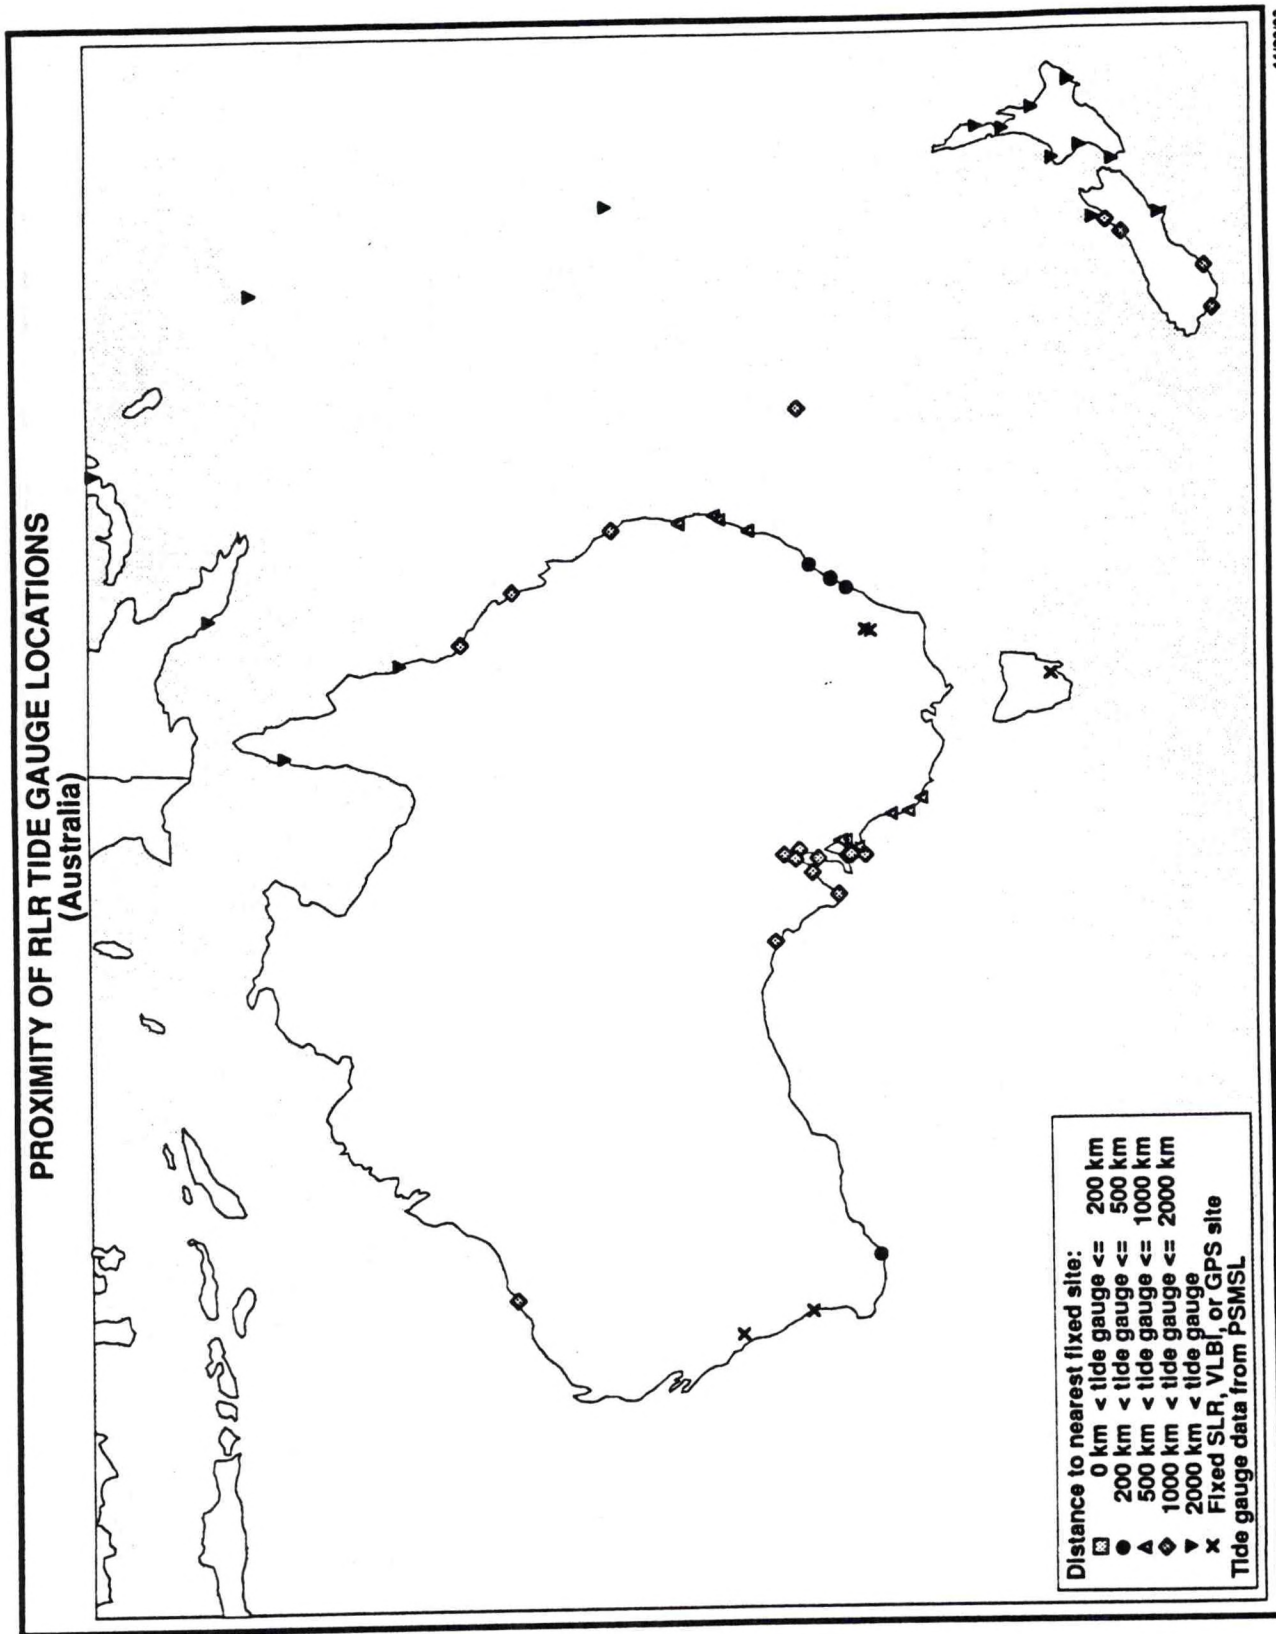 PROXIMITY OF RLR TIDE GAUGE LOCATIONS
(Australia)
Distance to nearest fixed site:
0 km < tide gauge <= 200 km
200 km < tide gauge <= 500 km
500 km < tide gauge <= 1000 km
1000 km < tide gauge <= 2000 km
2000 km < tide gauge
Fixed SLR, VLBI, or GPS site
Tide gauge data from PSMSL